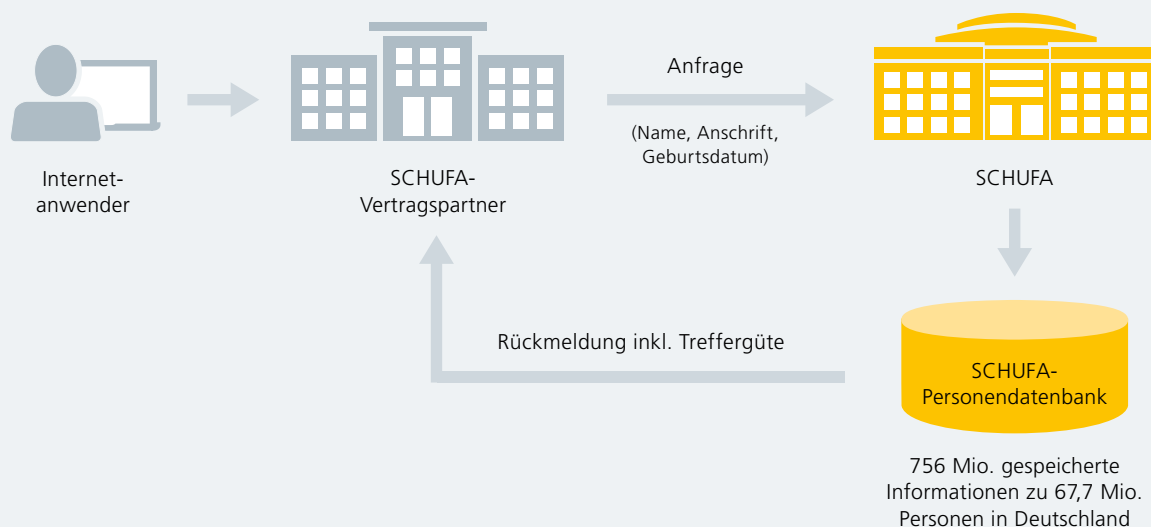 Internet-
anwender
SCHUFA-
Vertragspartner
Anfrage
(Name, Anschrift,
Geburtsdatum)
SCHUFA
Rückmeldung inkl. Treffergüte
SCHUFA-
Personendatenbank
756 Mio. gespeicherte
Informationen zu 67,7 Mio.
Personen in Deutschland